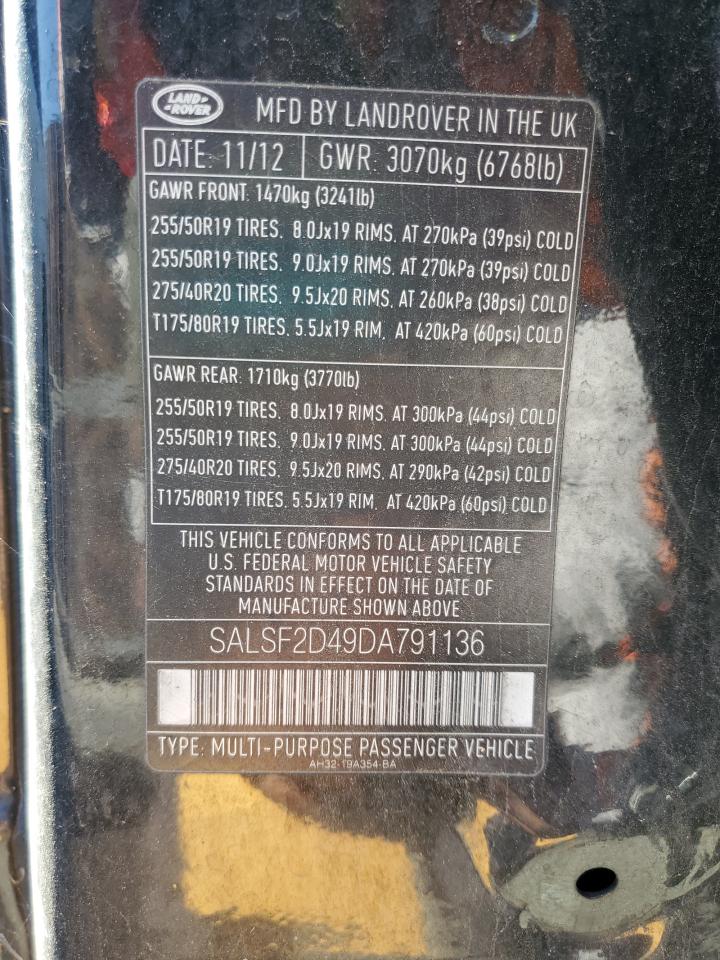 LAND-
-ROVER
MFD BY LANDROVER IN THE UK
DATE: 11/12 GWR: 3070kg (6768lb)
GAWR FRONT: 1470kg (3241lb)
255/50R19 TIRES, 8.0Jx19 RIMS, AT 270kPa (39psi) COLD
255/50R19 TIRES, 9.0Jx19 RIMS, AT 270kPa (39psi) COLD
275/40R20 TIRES, 9.5Jx20 RIMS, AT 260kPa (38psi) COLD
T175/80R19 TIRES, 5.5Jx19 RIM, AT 420kPa (60psi) COLD
GAWR REAR: 1710kg (3770lb)
255/50R19 TIRES, 8.0Jx19 RIMS, AT 300kPa (44psi) COLD
255/50R19 TIRES, 9.0Jx19 RIMS, AT 300kPa (44psi) COLD
275/40R20 TIRES, 9.5Jx20 RIMS, AT 290kPa (42psi) COLD
T175/80R19 TIRES, 5.5Jx19 RIM, AT 420kPa (60psi) COLD
THIS VEHICLE CONFORMS TO ALL APPLICABLE
U.S. FEDERAL MOTOR VEHICLE SAFETY
STANDARDS IN EFFECT ON THE DATE OF
MANUFACTURE SHOWN ABOVE
SALSF2D49DA791136
TYPE: MULTI-PURPOSE PASSENGER VEHICLE
AH32-19A354-BA